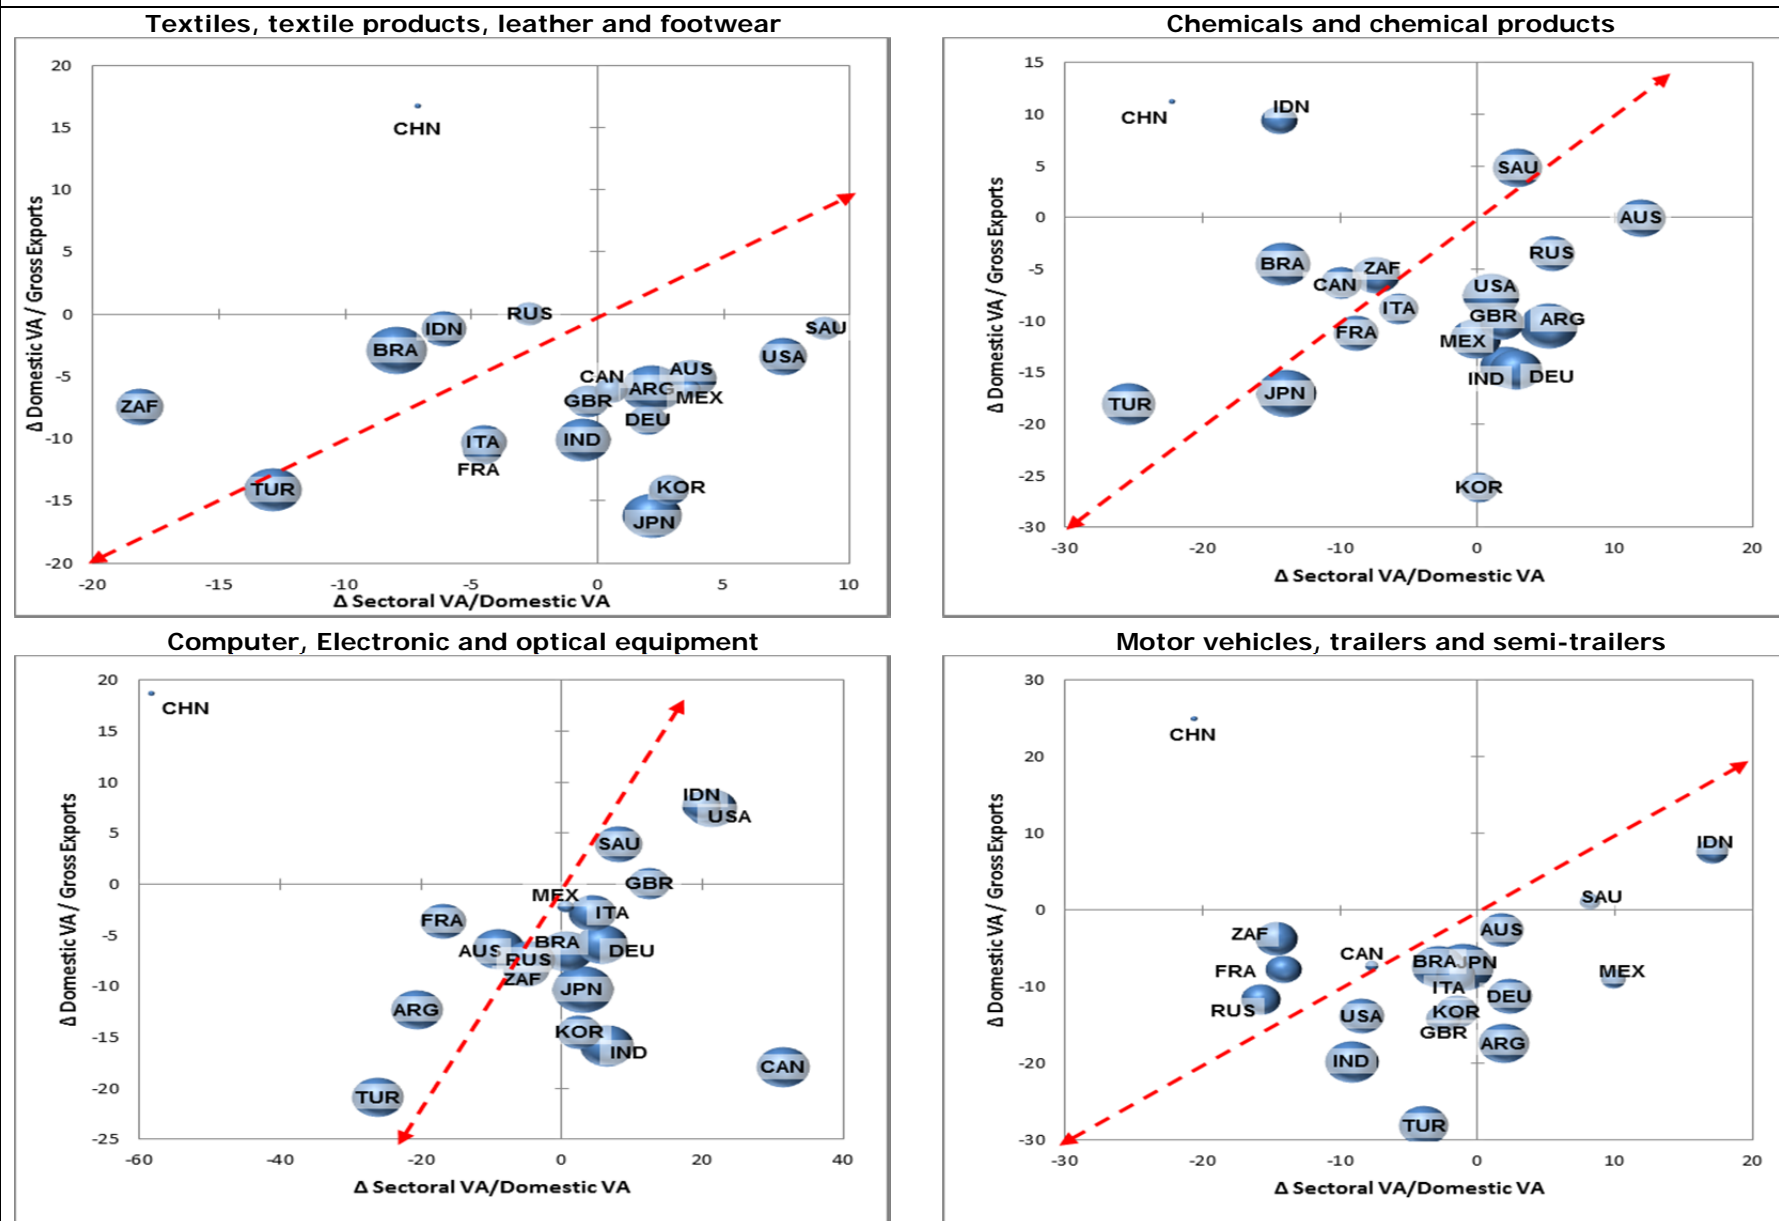 Textiles, textile products, leather and footwear
20
15
10
5
0
-5
-10
-15
-20
-20
-10
-5
0
5
10
Δ Domestic VA / Gross Exports
Δ Sectoral VA/Domestic VA
CHN
RUS
IDN
BRA
SAU
USA
CAN
AUS
ARG
MEX
GBR
ZAF
DEU
ITA
IND
FRA
TUR
KOR
JPN
Chemicals and chemical products
15
10
5
0
-5
-10
-15
-20
-25
-30
-30
-20
-10
0
10
20
Δ Domestic VA / Gross Exports
Δ Sectoral VA/Domestic VA
CHN
IDN
SAU
AUS
RUS
BRA
ZAF
CAN
USA
ITA
GBR
ARG
FRA
MEX
IND
DEU
JPN
TUR
KOR
Computer, Electronic and optical equipment
20
15
10
5
0
-5
-10
-15
-20
-25
-60
-40
-20
0
20
40
Δ Domestic VA / Gross Exports
Δ Sectoral VA/Domestic VA
CHN
IDN
USA
SAU
GBR
MEX
ITA
FRA
BRA
AUS
DEU
RUS
ZAF
JPN
ARG
KOR
IND
CAN
TUR
Motor vehicles, trailers and semi-trailers
30
20
10
0
-10
-20
-30
-30
-20
-10
0
10
20
Δ Domestic VA / Gross Exports
Δ Sectoral VA/Domestic VA
CHN
IDN
SAU
AUS
ZAF
CAN
BRA
JPN
FRA
MEX
ITA
DEU
RUS
KOR
USA
GBR
ARG
IND
TUR